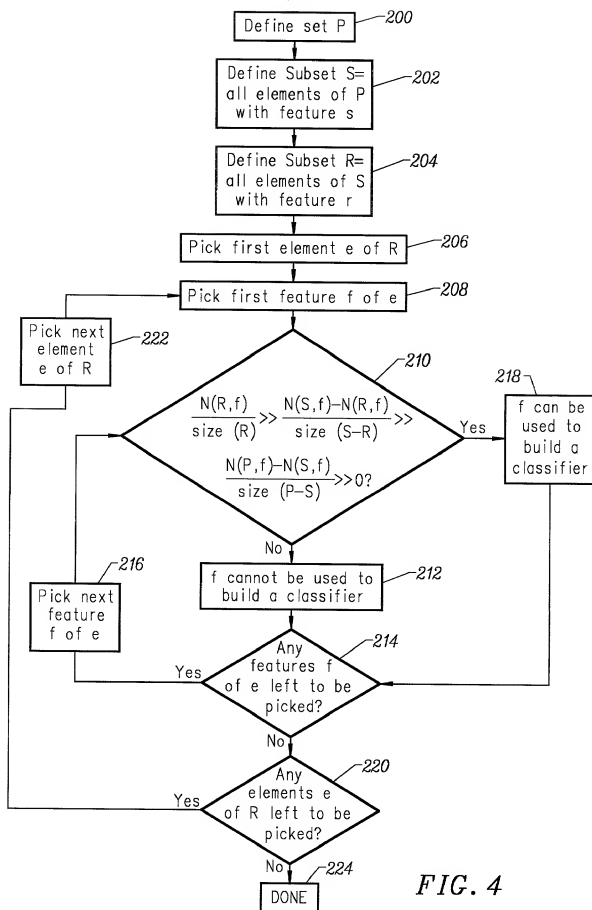 Define set P
200
Define Subset S=
all elements of P
with feature s
202
Define Subset R=
all elements of S
with feature r
204
Pick first element e of R
206
Pick first feature f of e
208
Pick next
element
e of R
222
210
N(R,f)
size (R)
>>
N(S,f)-N(R,f)
size (S-R)
>>
N(P,f)-N(S,f)
size (P-S)
>>0?
Yes
218
f can be
used to
build a
classifier
No
f cannot be used to
build a classifier
212
216
Pick next
feature
f of e
Any
features f
of e left to be
picked?
214
Yes
No
Any
elements e
of R left to be
picked?
220
Yes
No
224
DONE
FIG. 4